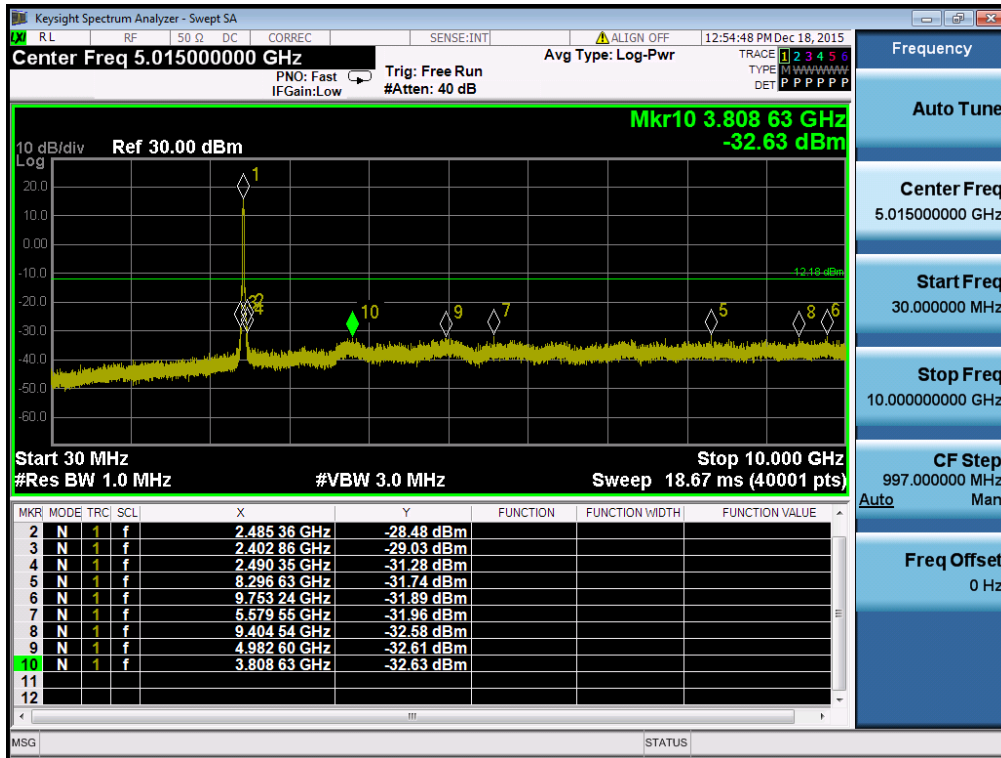 Keysight Spectrum Analyzer - Swept SA
LXI RL RF 50 Ω DC CORREC SENSE:INT ALIGN OFF 12:54:48 PM Dec 18, 2015
Center Freq 5.015000000 GHz
PNO: Fast
IFGain:Low
Trig: Free Run
#Atten: 40 dB
Avg Type: Log-Pwr
TRACE 1 2 3 4 5 6
TYPE M WWWWW
DET P P P P P P
Mkr10 3.808 63 GHz
-32.63 dBm
10 dB/div Ref 30.00 dBm
Log
20.0
10.0
0.00
-10.0
-20.0
-30.0
-40.0
-50.0
-60.0
1
-12.18 dBm
3 2
4
10
9
7
5
8
6
Start 30 MHz Stop 10.000 GHz
#Res BW 1.0 MHz #VBW 3.0 MHz Sweep 18.67 ms (40001 pts)
MKR MODE TRC SCL X Y FUNCTION FUNCTION WIDTH FUNCTION VALUE
2 N 1 f 2.485 36 GHz -28.48 dBm
3 N 1 f 2.402 86 GHz -29.03 dBm
4 N 1 f 2.490 35 GHz -31.28 dBm
5 N 1 f 8.296 63 GHz -31.74 dBm
6 N 1 f 9.753 24 GHz -31.89 dBm
7 N 1 f 5.579 55 GHz -31.96 dBm
8 N 1 f 9.404 54 GHz -32.58 dBm
9 N 1 f 4.982 60 GHz -32.61 dBm
10 N 1 f 3.808 63 GHz -32.63 dBm
11
12
MSG STATUS
Frequency
Auto Tune
Center Freq
5.015000000 GHz
Start Freq
30.000000 MHz
Stop Freq
10.000000000 GHz
CF Step
997.000000 MHz
Auto Man
Freq Offset
0 Hz